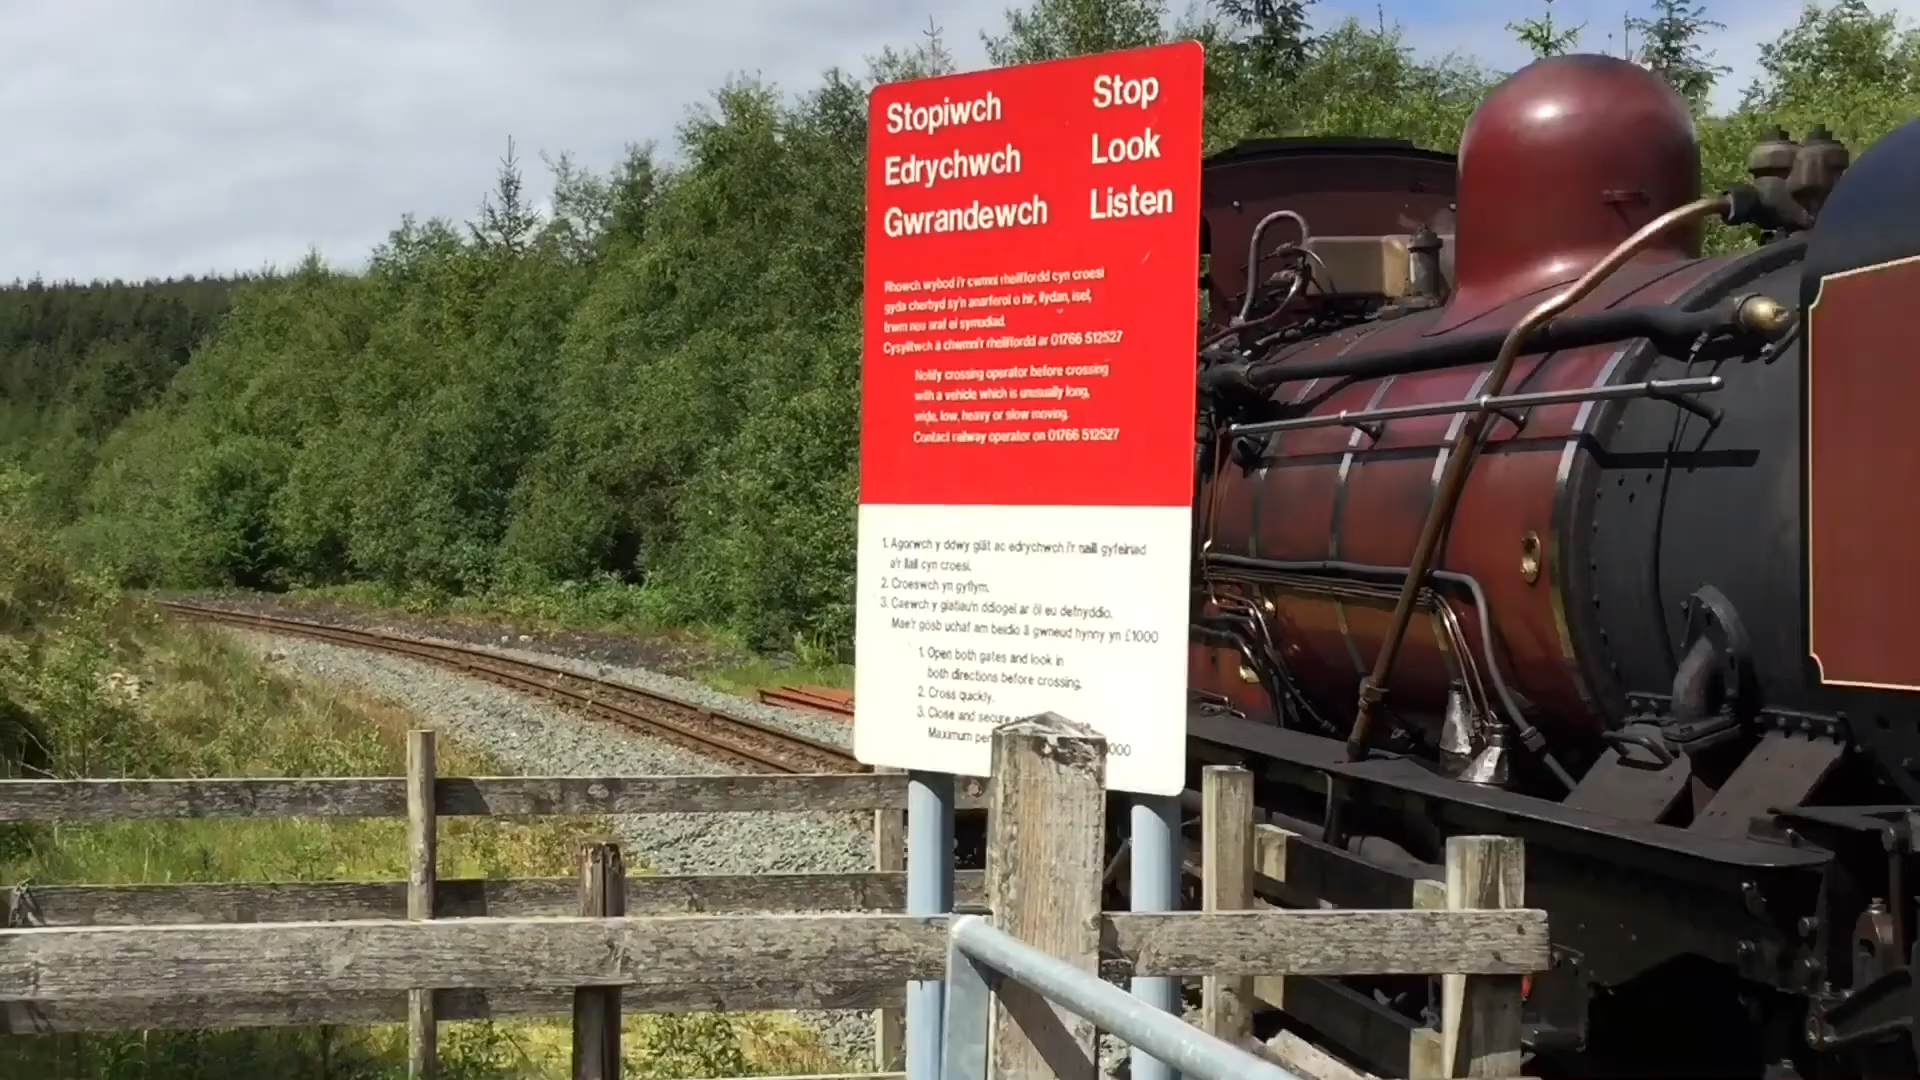 Stopiwch Stop
Edrychwch Look
Gwrandewch Listen
Rhowch wybod i'r cwmni rheilffordd cyn croesi
gyda cherbyd sy'n anarferol o hir, llydan, isel,
trwm neu araf ei symudiad.
Cysylltwch â chwmni'r rheilffordd ar 01766 512527
Notify crossing operator before crossing
with a vehicle which is unusually long,
wide, low, heavy or slow moving.
Contact railway operator on 01766 512527
1. Agorwch y ddwy giât ac edrychwch i'r naill gyfeiriad
a'r llall cyn croesi.
2. Croeswch yn gyflym.
3. Caewch y giatiau'n ddiogel ar ôl eu defnyddio.
Mae'r gosb uchaf am beidio â gwneud hynny yn £1000
1. Open both gates and look in
both directions before crossing.
2. Cross quickly.
3. Close and secure
Maximum